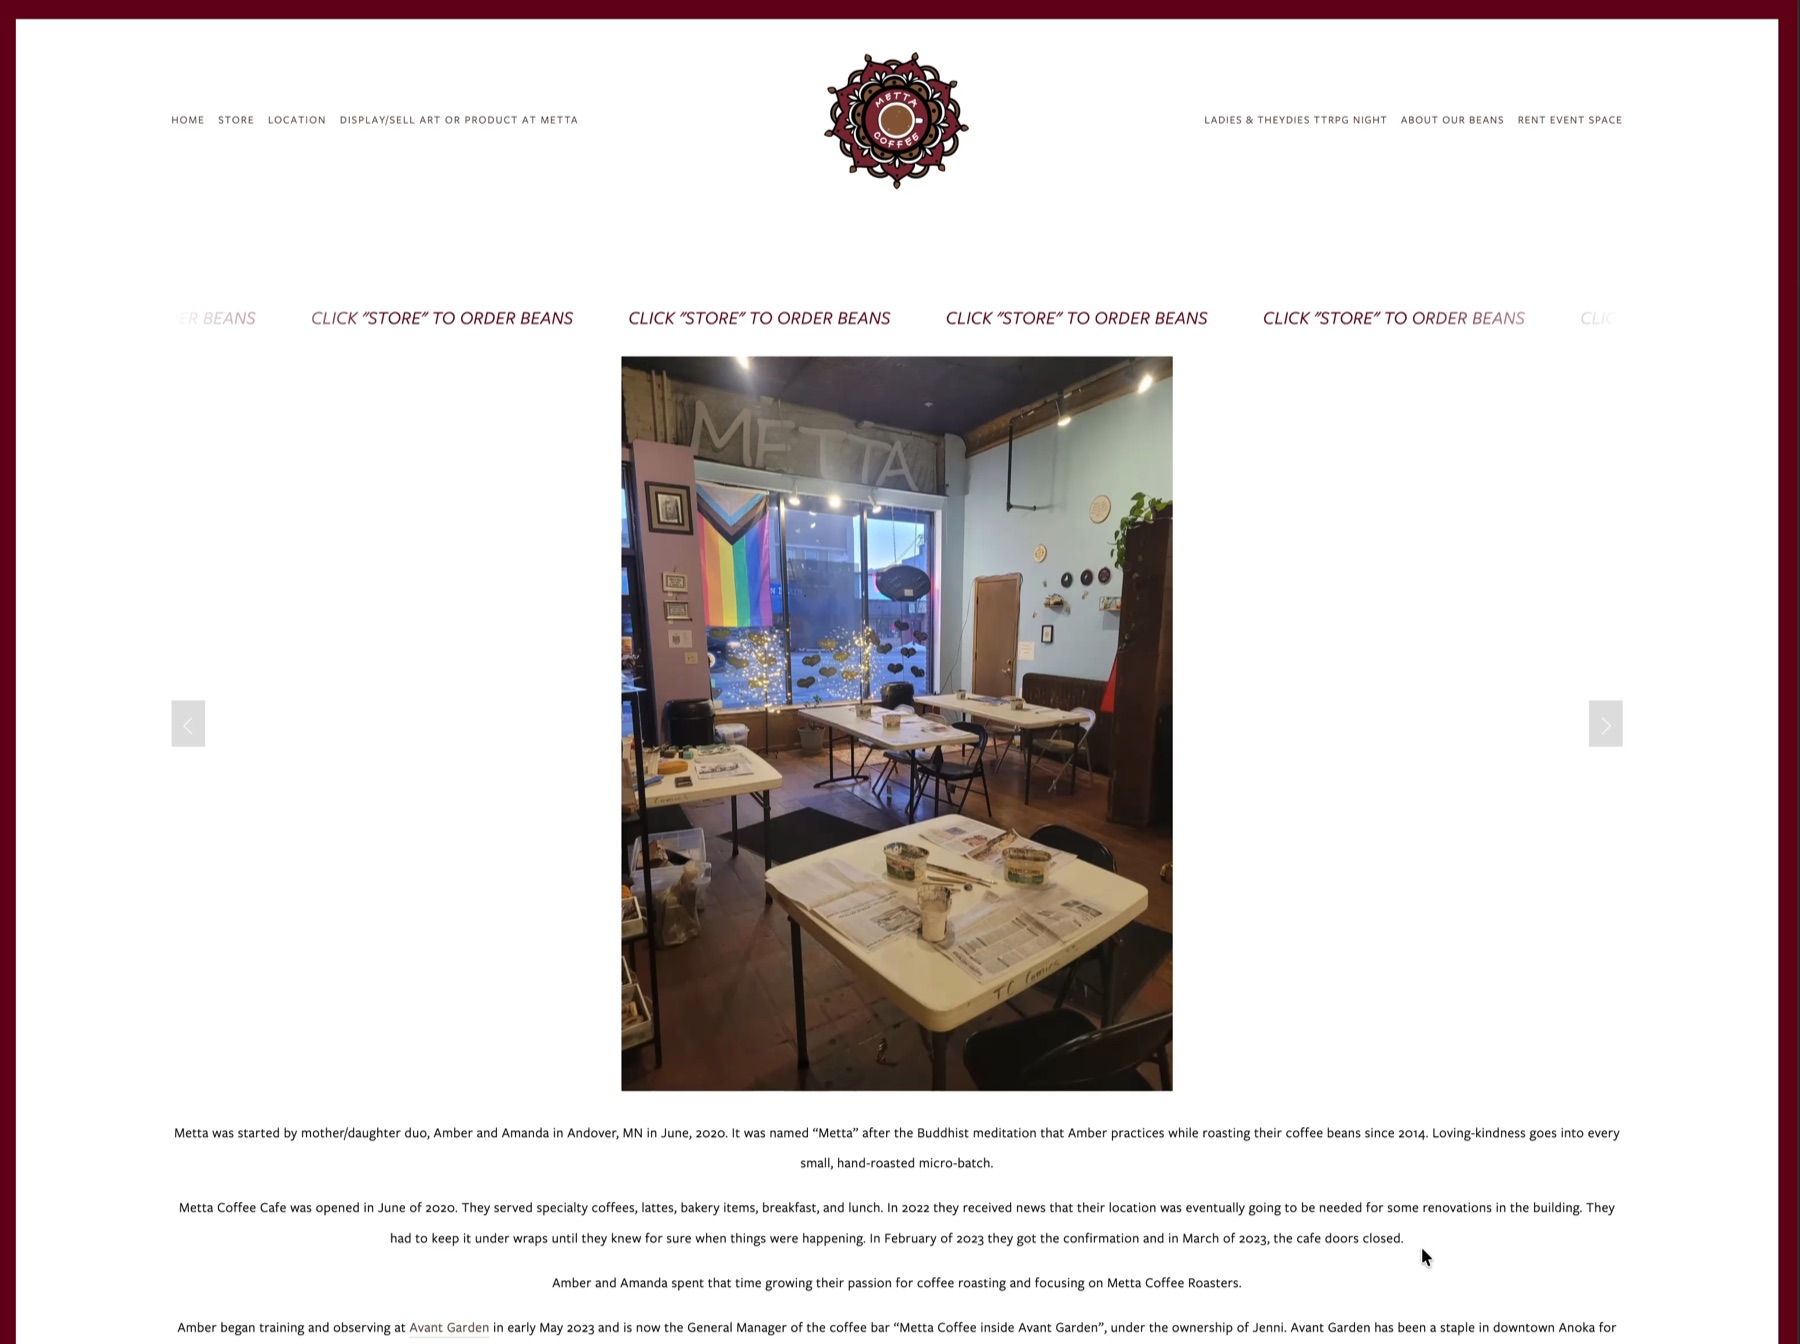 HOME STORE LOCATION DISPLAY/SELL ART OR PRODUCT AT METTA
METTA
COFFEE
LADIES & THEYDIES TTRPG NIGHT ABOUT OUR BEANS RENT EVENT SPACE
ER BEANS CLICK "STORE" TO ORDER BEANS CLICK "STORE" TO ORDER BEANS CLICK "STORE" TO ORDER BEANS CLICK "STORE" TO ORDER BEANS CLIC
METTA
Comics
TC Comics
Metta was started by mother/daughter duo, Amber and Amanda in Andover, MN in June, 2020. It was named “Metta” after the Buddhist meditation that Amber practices while roasting their coffee beans since 2014. Loving-kindness goes into every
small, hand-roasted micro-batch.
Metta Coffee Cafe was opened in June of 2020. They served specialty coffees, lattes, bakery items, breakfast, and lunch. In 2022 they received news that their location was eventually going to be needed for some renovations in the building. They
had to keep it under wraps until they knew for sure when things were happening. In February of 2023 they got the confirmation and in March of 2023, the cafe doors closed.
Amber and Amanda spent that time growing their passion for coffee roasting and focusing on Metta Coffee Roasters.
Amber began training and observing at Avant Garden in early May 2023 and is now the General Manager of the coffee bar “Metta Coffee inside Avant Garden”, under the ownership of Jenni. Avant Garden has been a staple in downtown Anoka for